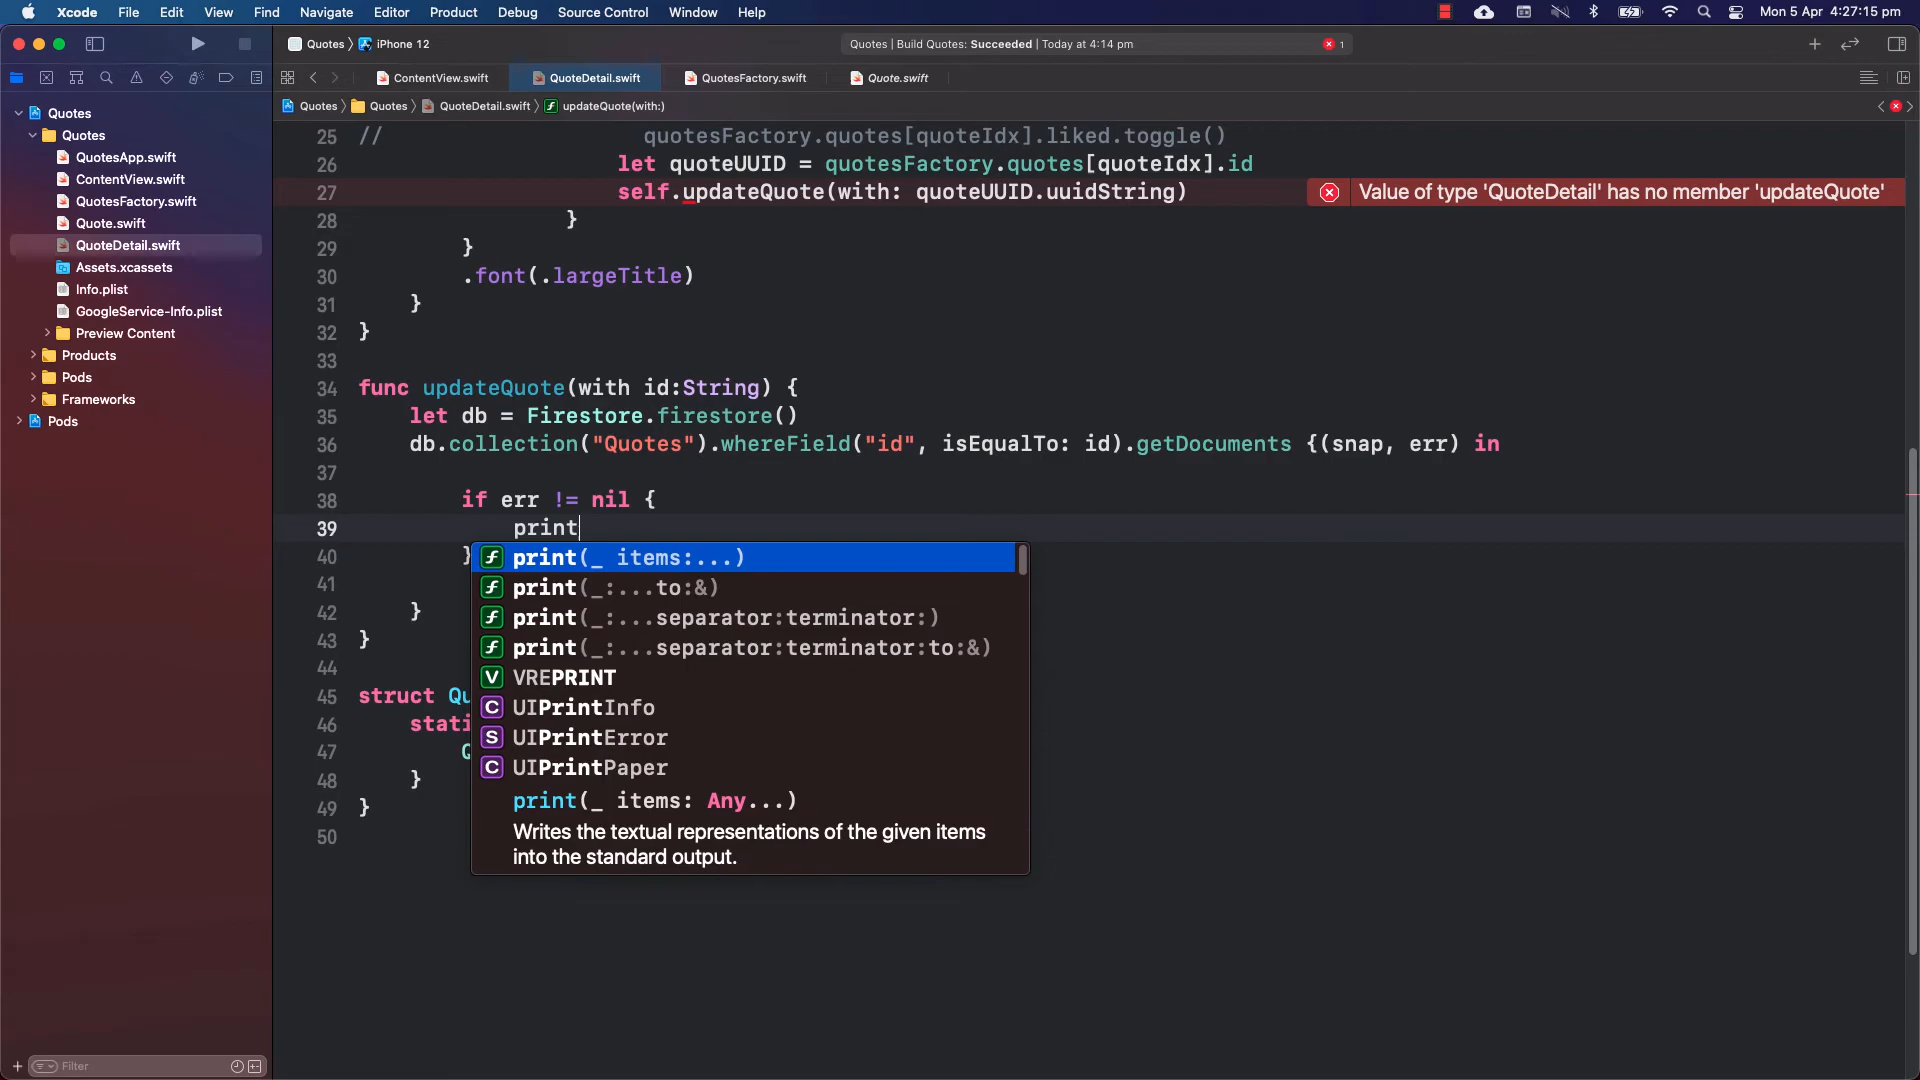 Xcode File Edit View Find Navigate Editor Product Debug Source Control Window Help Mon 5 Apr 4:27:15 pm
Quotes iPhone 12 Quotes | Build Quotes: Succeeded | Today at 4:14 pm 1
ContentView.swift QuoteDetail.swift QuotesFactory.swift Quote.swift
Quotes Quotes QuoteDetail.swift updateQuote(with:)
Quotes
Quotes
QuotesApp.swift
ContentView.swift
QuotesFactory.swift
Quote.swift
QuoteDetail.swift
Assets.xcassets
Info.plist
GoogleService-Info.plist
Preview Content
Products
Pods
Frameworks
Pods
Filter
25 // quotesFactory.quotes[quoteIdx].liked.toggle()
26 let quoteUUID = quotesFactory.quotes[quoteIdx].id
27 self.updateQuote(with: quoteUUID.uuidString) Value of type 'QuoteDetail' has no member 'updateQuote'
28 }
29 }
30 .font(.largeTitle)
31 }
32 }
33
34 func updateQuote(with id:String) {
35 let db = Firestore.firestore()
36 db.collection("Quotes").whereField("id", isEqualTo: id).getDocuments {(snap, err) in
37
38 if err != nil {
39 print
40 }
41
42 }
43 }
44
45 struct Qu
46 stati
47 Q
48 }
49 }
50
print(_ items:...)
print(_:...to:&)
print(_:...separator:terminator:)
print(_:...separator:terminator:to:&)
V VREPRINT
C UIPrintInfo
S UIPrintError
C UIPrintPaper
print(_ items: Any...)
Writes the textual representations of the given items
into the standard output.